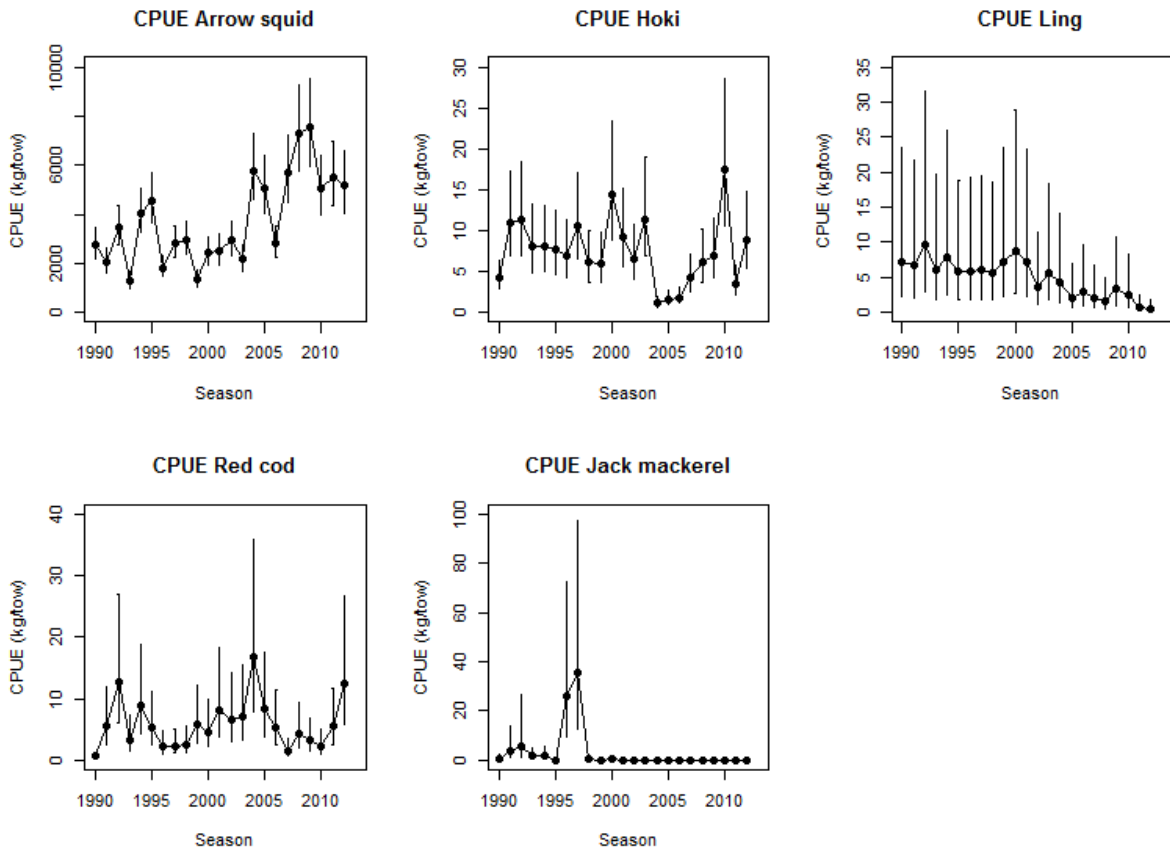 CPUE Arrow squid
CPUE (kg/tow)
0 2000 6000 10000
1990 1995 2000 2005 2010
Season
CPUE Hoki
CPUE (kg/tow)
0 5 10 15 20 25 30
1990 1995 2000 2005 2010
Season
CPUE Ling
CPUE (kg/tow)
0 5 10 15 20 25 30 35
1990 1995 2000 2005 2010
Season
CPUE Red cod
CPUE (kg/tow)
0 10 20 30 40
1990 1995 2000 2005 2010
Season
CPUE Jack mackerel
CPUE (kg/tow)
0 20 40 60 80 100
1990 1995 2000 2005 2010
Season